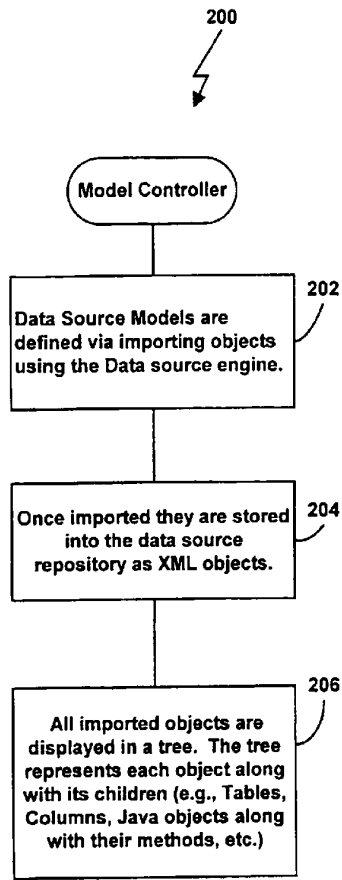 200
Model Controller
202
Data Source Models are
defined via importing objects
using the Data source engine.
204
Once imported they are stored
into the data source
repository as XML objects.
206
All imported objects are
displayed in a tree. The tree
represents each object along
with its children (e.g., Tables,
Columns, Java objects along
with their methods, etc.)